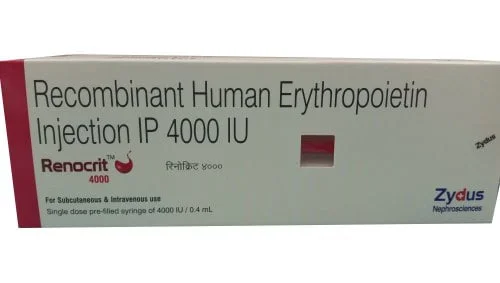 Recombinant Human Erythropoietin
Injection IP 4000 IU
Renocrit™
4000
रिनोक्रिट ४०००
For Subcutaneous & Intravenous use
Single dose pre-filled syringe of 4000 IU / 0.4 mL
Zydus
Zydus
Nephrosciences